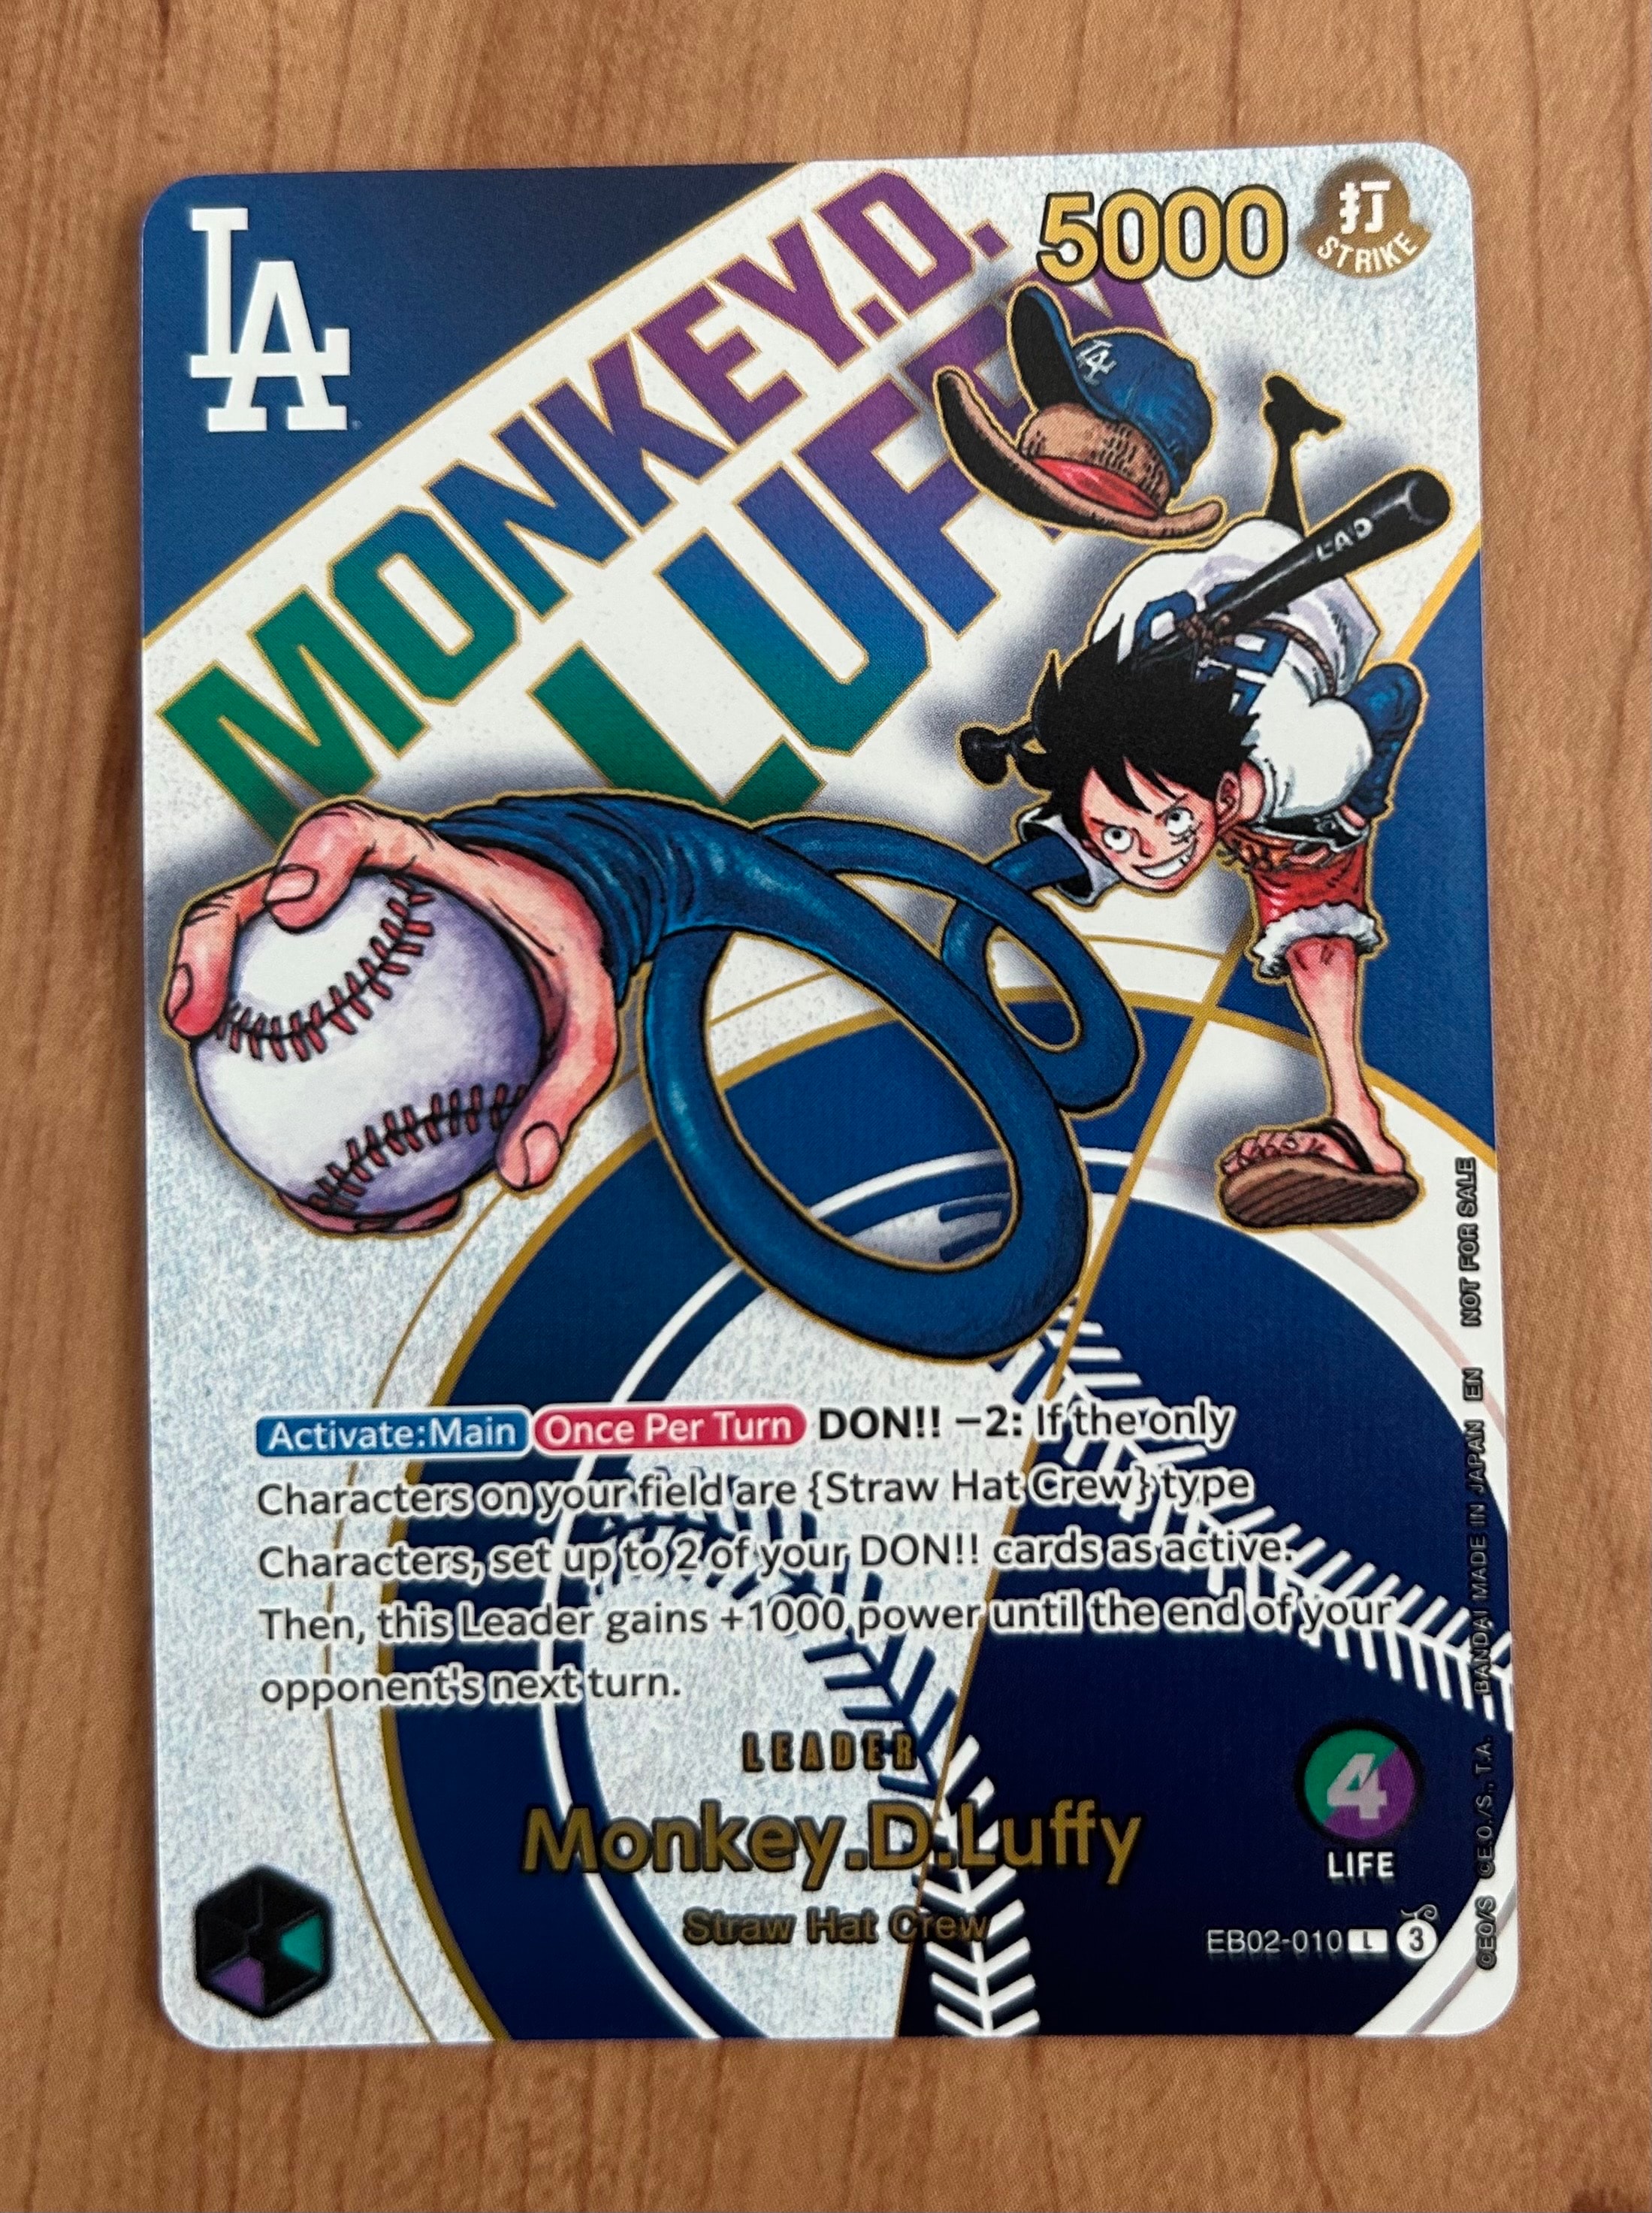 LA
MONKEY.D.
LUFFY
5000
打
STRIKE
LA
LAD
Activate:Main Once Per Turn DON!! −2: If the only
Characters on your field are {Straw Hat Crew} type
Characters, set up to 2 of your DON!! cards as active.
Then, this Leader gains +1000 power until the end of your
opponent's next turn.
LEADER
Monkey.D.Luffy
Straw Hat Crew
4
LIFE
EB02-010 L 3
©EO/S ©E.O./S.,T.A. BANDAI MADE IN JAPAN EN NOT FOR SALE